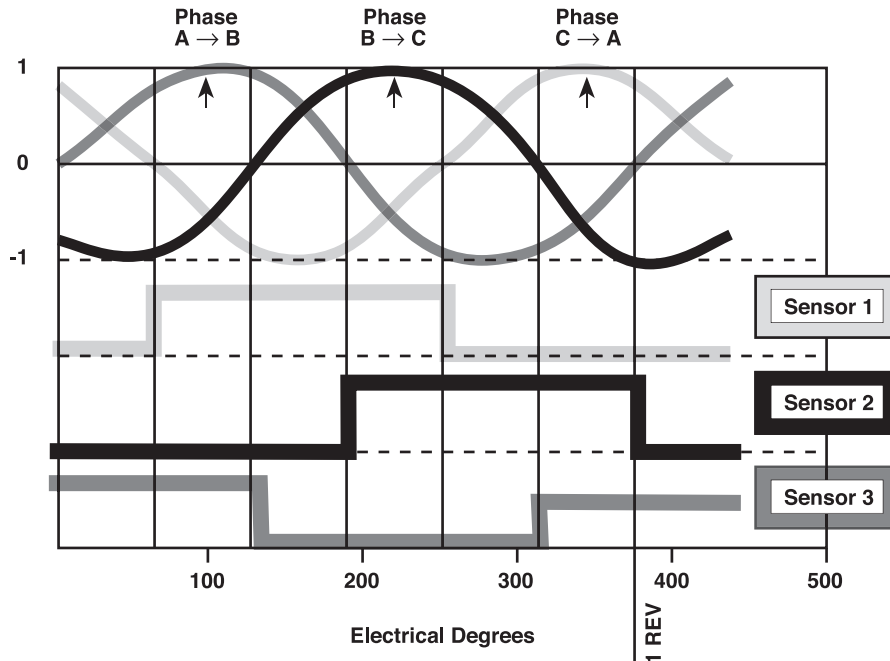 Phase
A → B
Phase
B → C
Phase
C → A
1
0
-1
Sensor 1
Sensor 2
Sensor 3
100
200
300
400
500
Electrical Degrees
1 REV